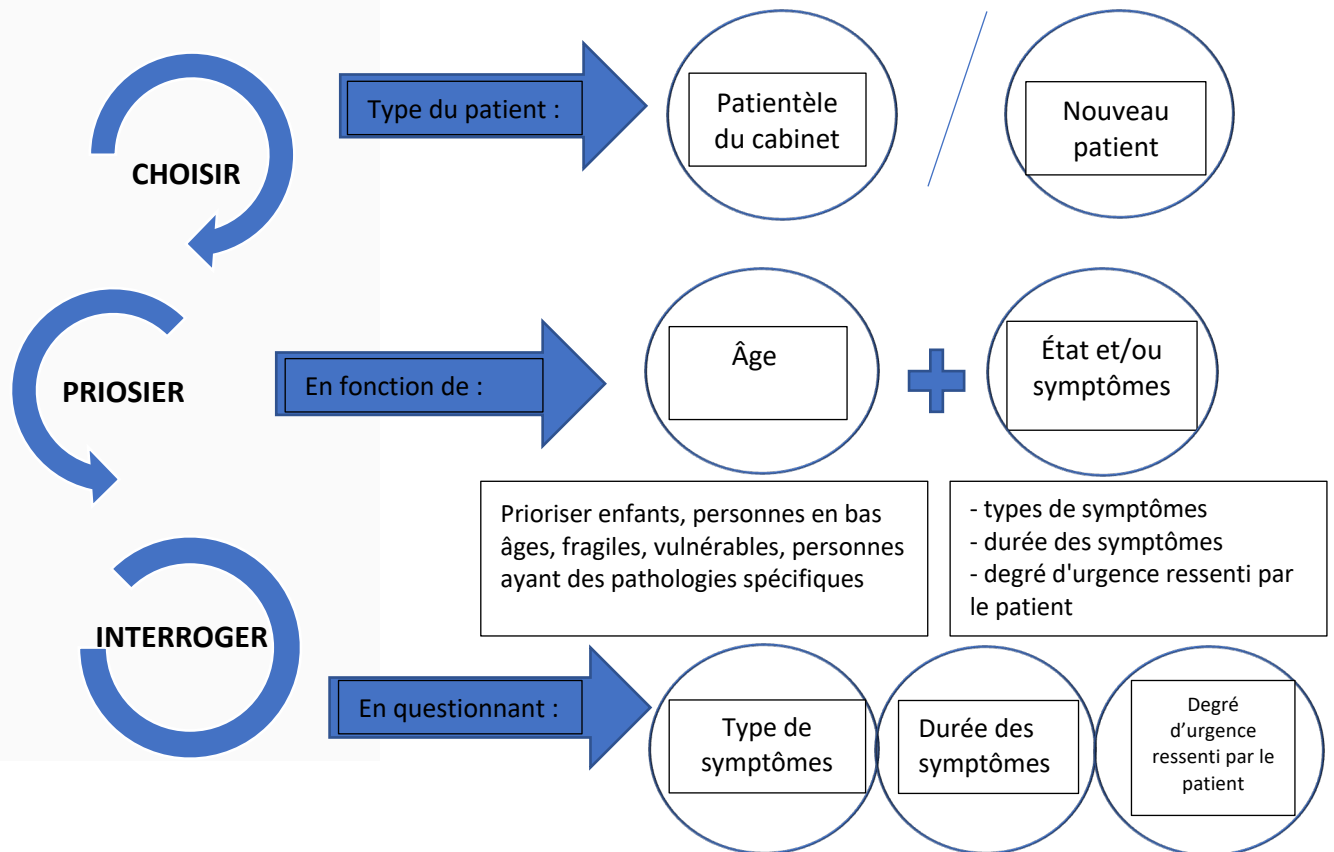 CHOISIR
Type du patient :
Patientèle
du cabinet
Nouveau
patient
PRIOSIER
En fonction de :
Âge
État et/ou
symptômes
Prioriser enfants, personnes en bas
âges, fragiles, vulnérables, personnes
ayant des pathologies spécifiques
- types de symptômes
- durée des symptômes
- degré d'urgence ressenti par
le patient
INTERROGER
En questionnant :
Type de
symptômes
Durée des
symptômes
Degré
d’urgence
ressenti par le
patient